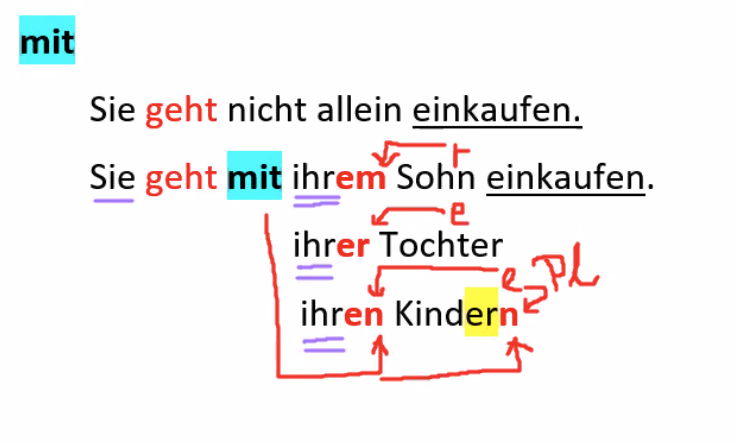 mit
Sie geht nicht allein einkaufen.
r
Sie geht mit ihrem Sohn einkaufen.
e
ihrer Tochter
e Pl
ihren Kindern